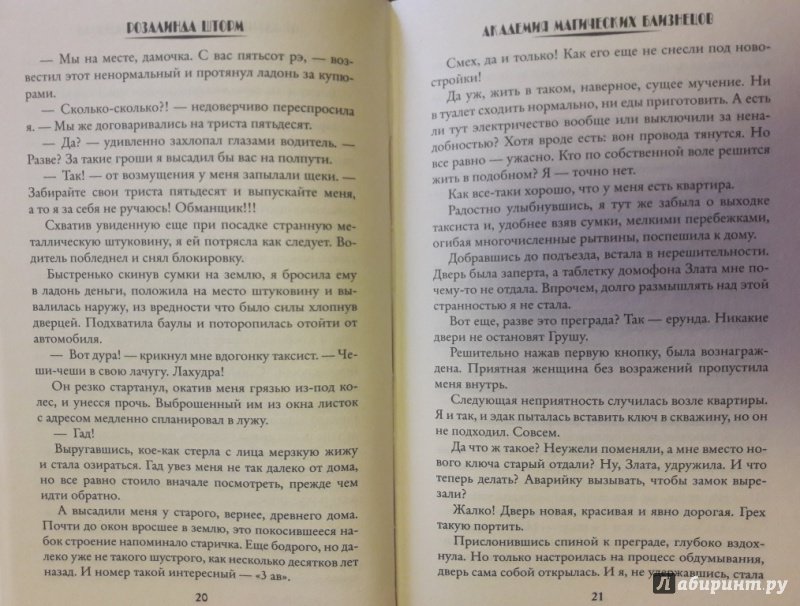 РОЗАЛИНДА ШТОРМ
— Мы на месте, дамочка. С вас пятьсот рэ, — воз-
вестил этот ненормальный и протянул ладонь за купю-
рами.
— Сколько-сколько?! — недоверчиво переспросила
я. — Мы же договаривались на триста пятьдесят.
— Да? — удивленно захлопал глазами водитель. —
Разве? За такие гроши я высадил бы вас на полпути.
— Так! — от возмущения у меня запылали щеки. —
Забирайте свои триста пятьдесят и выпускайте меня,
а то я за себя не ручаюсь! Обманщик!!!
Схватив увиденную еще при посадке странную ме-
таллическую штуковину, я ей потрясла как следует. Во-
дитель побледнел и снял блокировку.
Быстренько скинув сумки на землю, я бросила ему
в ладонь деньги, положила на место штуковину и вы-
валилась наружу, из вредности что было силы хлопнув
дверцей. Подхватила баулы и поторопилась отойти от
автомобиля.
— Вот дура! — крикнул мне вдогонку таксист. — Че-
ши-чеши в свою лачугу. Лахудра!
Он резко стартанул, окатив меня грязью из-под ко-
лес, и унесся прочь. Выброшенный им из окна листок
с адресом медленно спланировал в лужу.
— Гад!
Выругавшись, кое-как стерла с лица мерзкую жижу
и стала озираться. Гад увез меня не так далеко от дома,
но все равно стоило вначале посмотреть, прежде чем
идти обратно.
А высадили меня у старого, вернее, древнего дома.
Почти до окон вросшее в землю, это покосившееся на-
бок строение напоминало старичка. Еще бодрого, но да-
леко уже не такого шустрого, как несколько десятков лет
назад. И номер такой интересный — «3 ав».
20
АКАДЕМИЯ МАГИЧЕСКИХ БЛИЗНЕЦОВ
Смех, да и только! Как его еще не снесли под ново-
стройки!
Да уж, жить в таком, наверное, сущее мучение. Ни
в туалет сходить нормально, ни еды приготовить. А есть
ли тут электричество вообще или выключили за нена-
добностью? Хотя вроде есть: вон провода тянутся. Но
все равно — ужасно. Кто по собственной воле решится
жить в подобном? Я — точно нет.
Как все-таки хорошо, что у меня есть квартира.
Радостно улыбнувшись, я тут же забыла о выходке
таксиста и, удобнее взяв сумки, мелкими перебежками,
огибая многочисленные рытвины, поспешила к дому.
Добравшись до подъезда, встала в нерешительности.
Дверь была заперта, а таблетку домофона Злата мне по-
чему-то не отдала. Впрочем, долго размышлять над этой
странностью я не стала.
Вот еще, разве это преграда? Так — ерунда. Никакие
двери не остановят Грушу.
Решительно нажав первую кнопку, была вознаграж-
дена. Приятная женщина без возражений пропустила
меня внутрь.
Следующая неприятность случилась возле квартиры.
Я и так, и эдак пыталась вставить ключ в скважину, но он
не подходил. Совсем.
Да что ж такое? Неужели поменяли, а мне вместо но-
вого ключа старый отдали? Ну, Злата, удружила. И что
теперь делать? Аварийку вызывать, чтобы замок выре-
зали?
Жалко! Дверь новая, красивая и явно дорогая. Грех
такую портить.
Прислонившись спиной к преграде, глубоко вздох-
нула. Но только настроилась на процесс обдумывания,
дверь сама собой открылась. И я, не удержавшись, стала
21
Лабиринт.ру